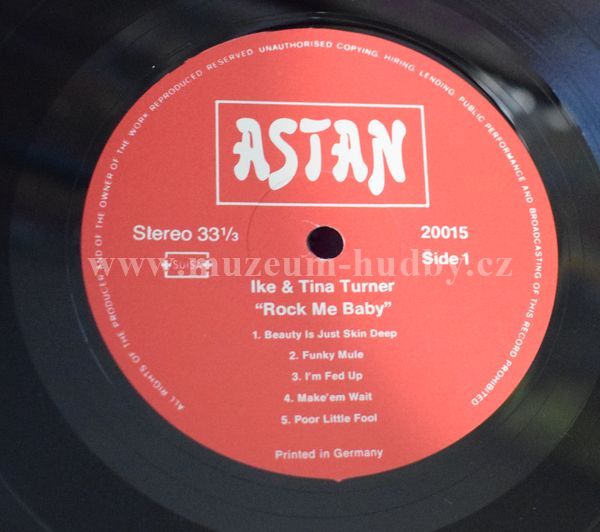 ALL RIGHTS OF THE PRODUCER AND OF THE OWNER OF THE WORK REPRODUCED RESERVED. UNAUTHORISED COPYING, HIRING, LENDING, PUBLIC PERFORMANCE AND BROADCASTING OF THIS RECORD PROHIBITED
ASTAN
Stereo 33 1/3
20015
SUISA
Side 1
www.muzeum-hudby.cz
Ike & Tina Turner
"Rock Me Baby"
1. Beauty Is Just Skin Deep
2. Funky Mule
3. I'm Fed Up
4. Make'em Wait
5. Poor Little Fool
Printed in Germany